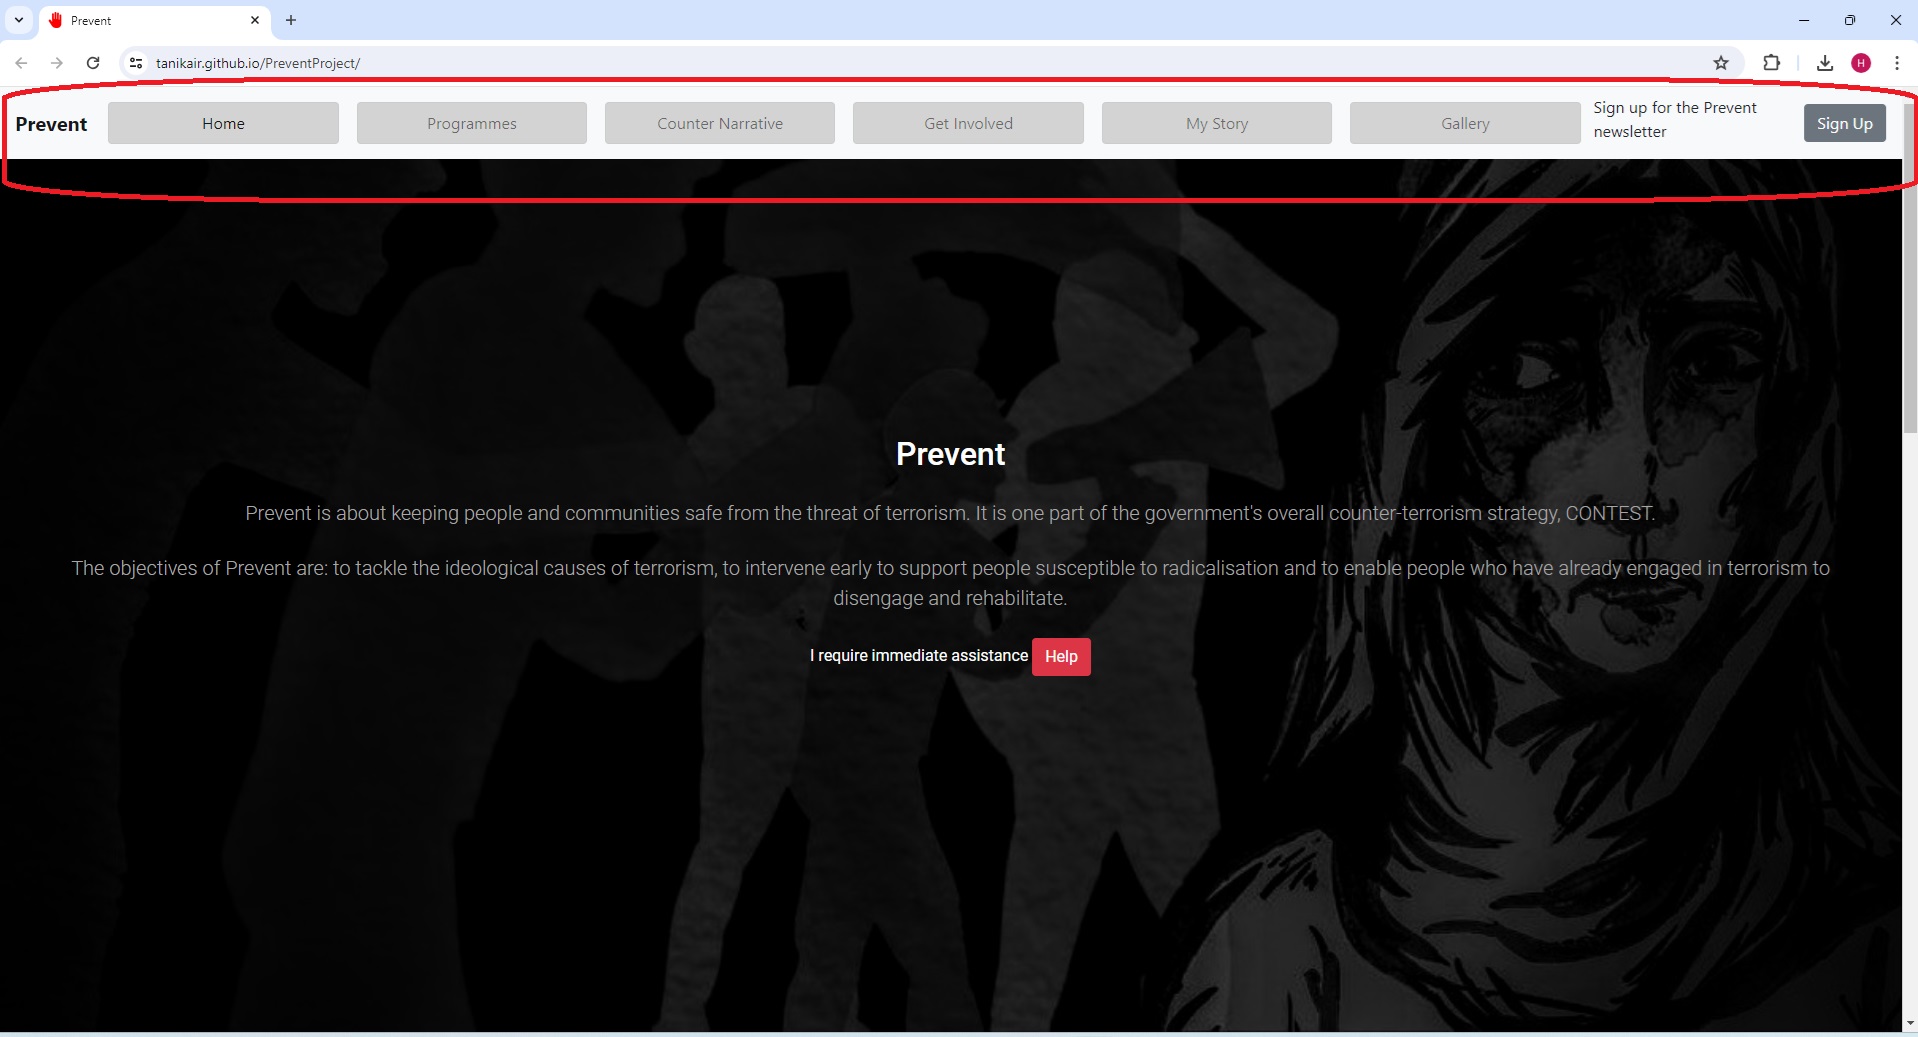 Prevent
tanikair.github.io/PreventProject/
H
Prevent
Home
Programmes
Counter Narrative
Get Involved
My Story
Gallery
Sign up for the Prevent
newsletter
Sign Up
Prevent
Prevent is about keeping people and communities safe from the threat of terrorism. It is one part of the government's overall counter-terrorism strategy, CONTEST.
The objectives of Prevent are: to tackle the ideological causes of terrorism, to intervene early to support people susceptible to radicalisation and to enable people who have already engaged in terrorism to
disengage and rehabilitate.
I require immediate assistance Help